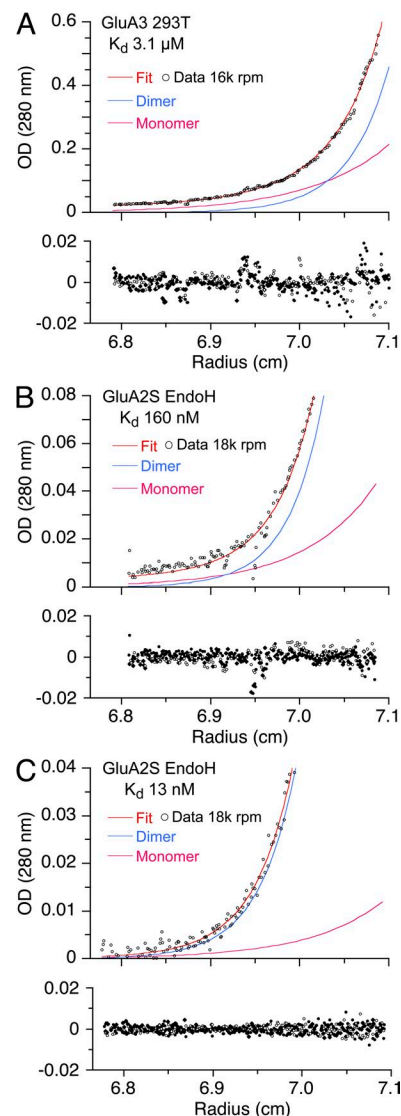 A
GluA3 293T
Kd 3.1 µM
Fit Data 16k rpm
Dimer
Monomer
OD (280 nm)
0.6
0.4
0.2
0
0.02
0
-0.02
6.8 6.9 7.0 7.1
Radius (cm)
B
GluA2S EndoH
Kd 160 nM
Fit Data 18k rpm
Dimer
Monomer
OD (280 nm)
0.08
0.06
0.04
0.02
0
0.02
0
-0.02
6.8 6.9 7.0 7.1
Radius (cm)
C
GluA2S EndoH
Kd 13 nM
Fit Data 18k rpm
Dimer
Monomer
OD (280 nm)
0.04
0.03
0.02
0.01
0
0.02
0
-0.02
6.8 6.9 7.0 7.1
Radius (cm)